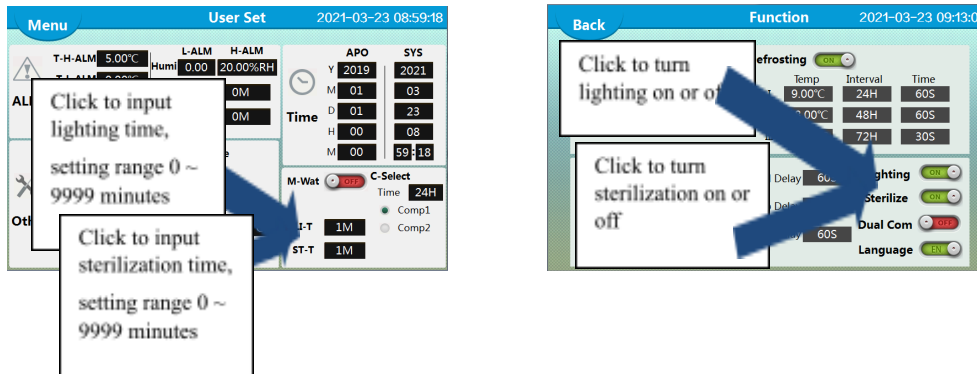 Menu
User Set
2021-03-23 08:59:18
T-H-ALM 5.00℃
Humi
L-ALM H-ALM
0.00 20.00%RH
0M
0M
Click to input
lighting time,
setting range 0 ~
9999 minutes
Click to input
sterilization time,
setting range 0 ~
9999 minutes
APO SYS
Time
Y 2019 2021
M 01 03
D 01 23
H 00 08
M 00 59:18
M-Wat OFF
C-Select
Time 24H
Comp1
Comp2
1M
ST-T 1M
Back
Function
2021-03-23 09:13:0
Click to turn
lighting on or off
efrosting ON
Temp Interval Time
9.00℃ 24H 60S
48H 60S
72H 30S
Click to turn
sterilization on or
off
Delay 60S
60S
ghting ON
Sterilize ON
Dual Com OFF
Language EN